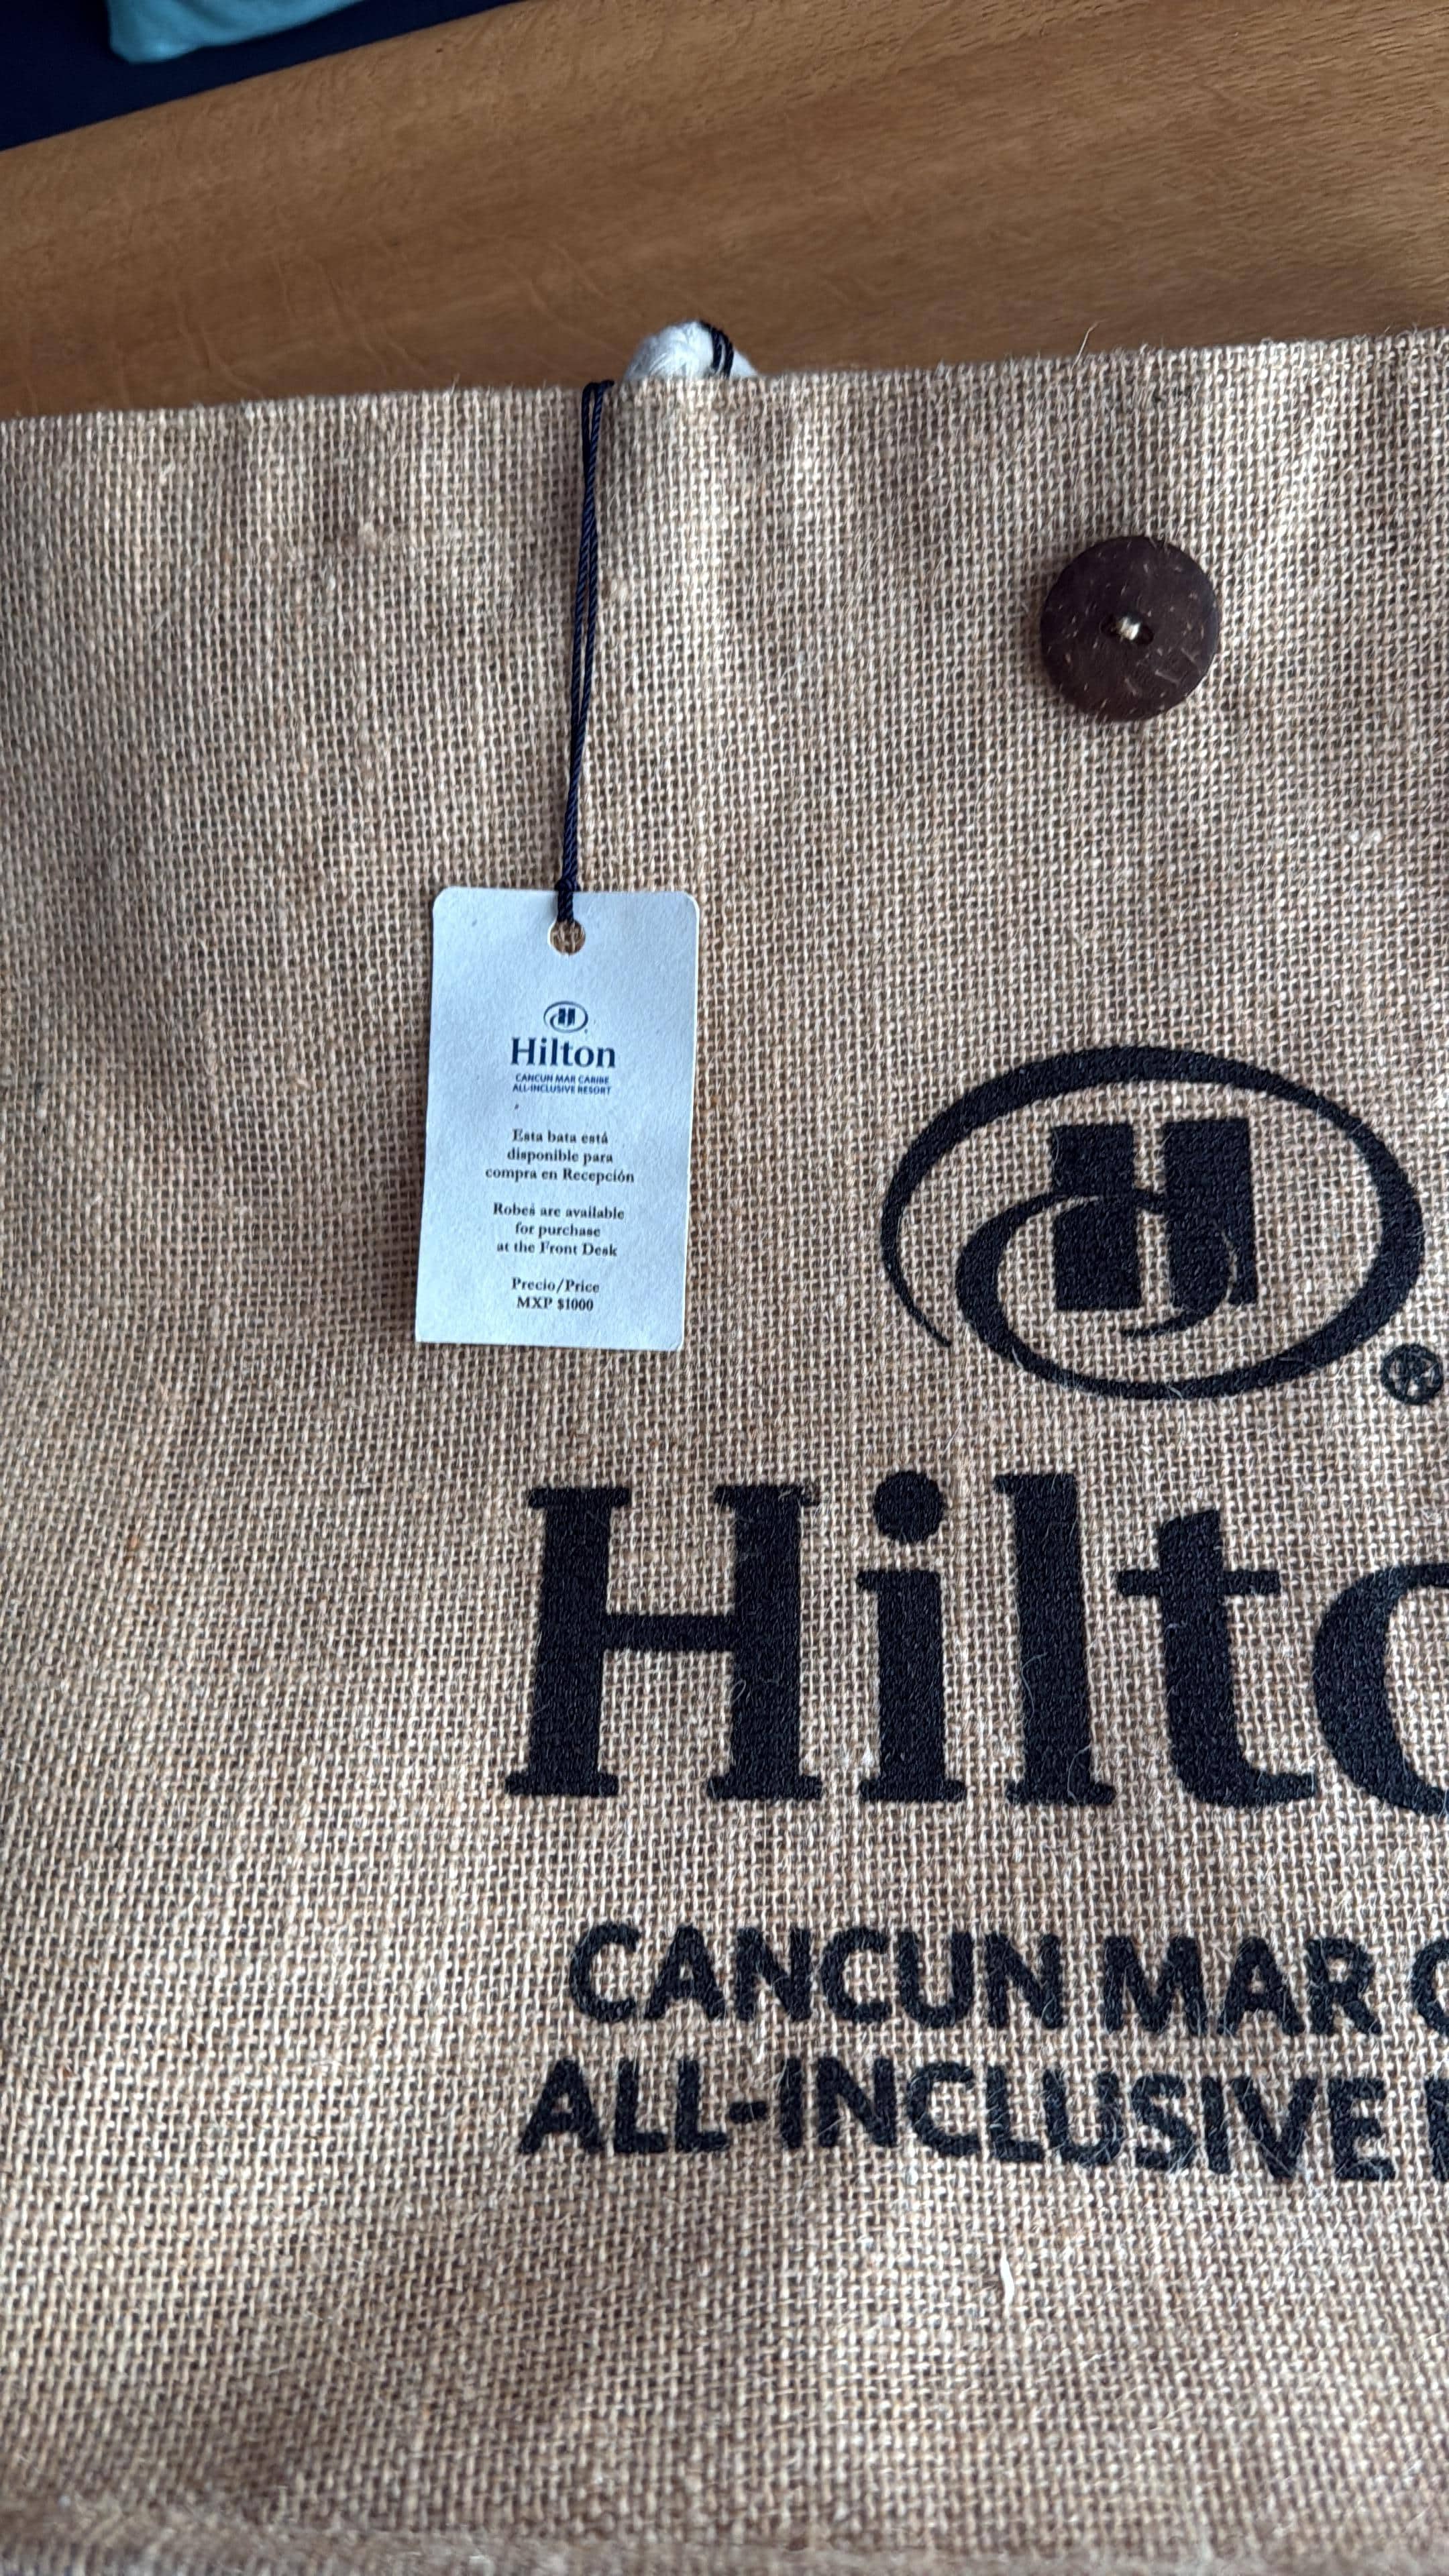 Hilton
CANCUN MAR CARIBE
ALL-INCLUSIVE RESORT
Esta bata está
disponible para
compra en Recepción
Robes are available
for purchase
at the Front Desk
Precio/Price
MXP $1000
H
®
Hilto
CANCUN MAR C
ALL-INCLUSIVE